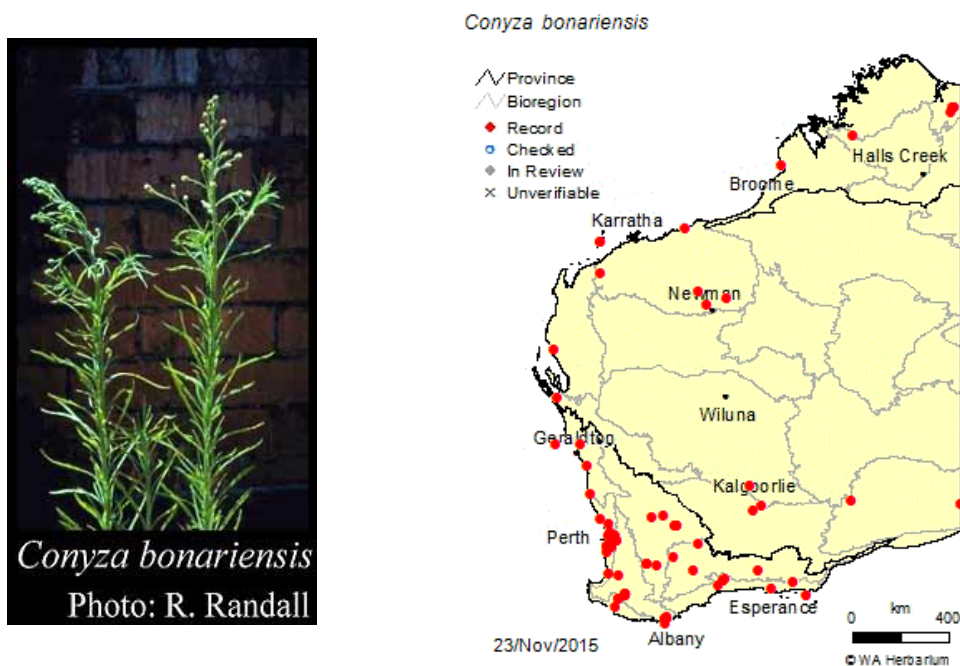 Conyza bonariensis
Photo: R. Randall
Conyza bonariensis
Province
Bioregion
Record
Checked
In Review
Unverifiable
Halls Creek
Broome
Karratha
Newman
Wiluna
Geraldton
Kalgoorlie
Perth
Esperance
Albany
23/Nov/2015
km
0 400
© WA Herbarium